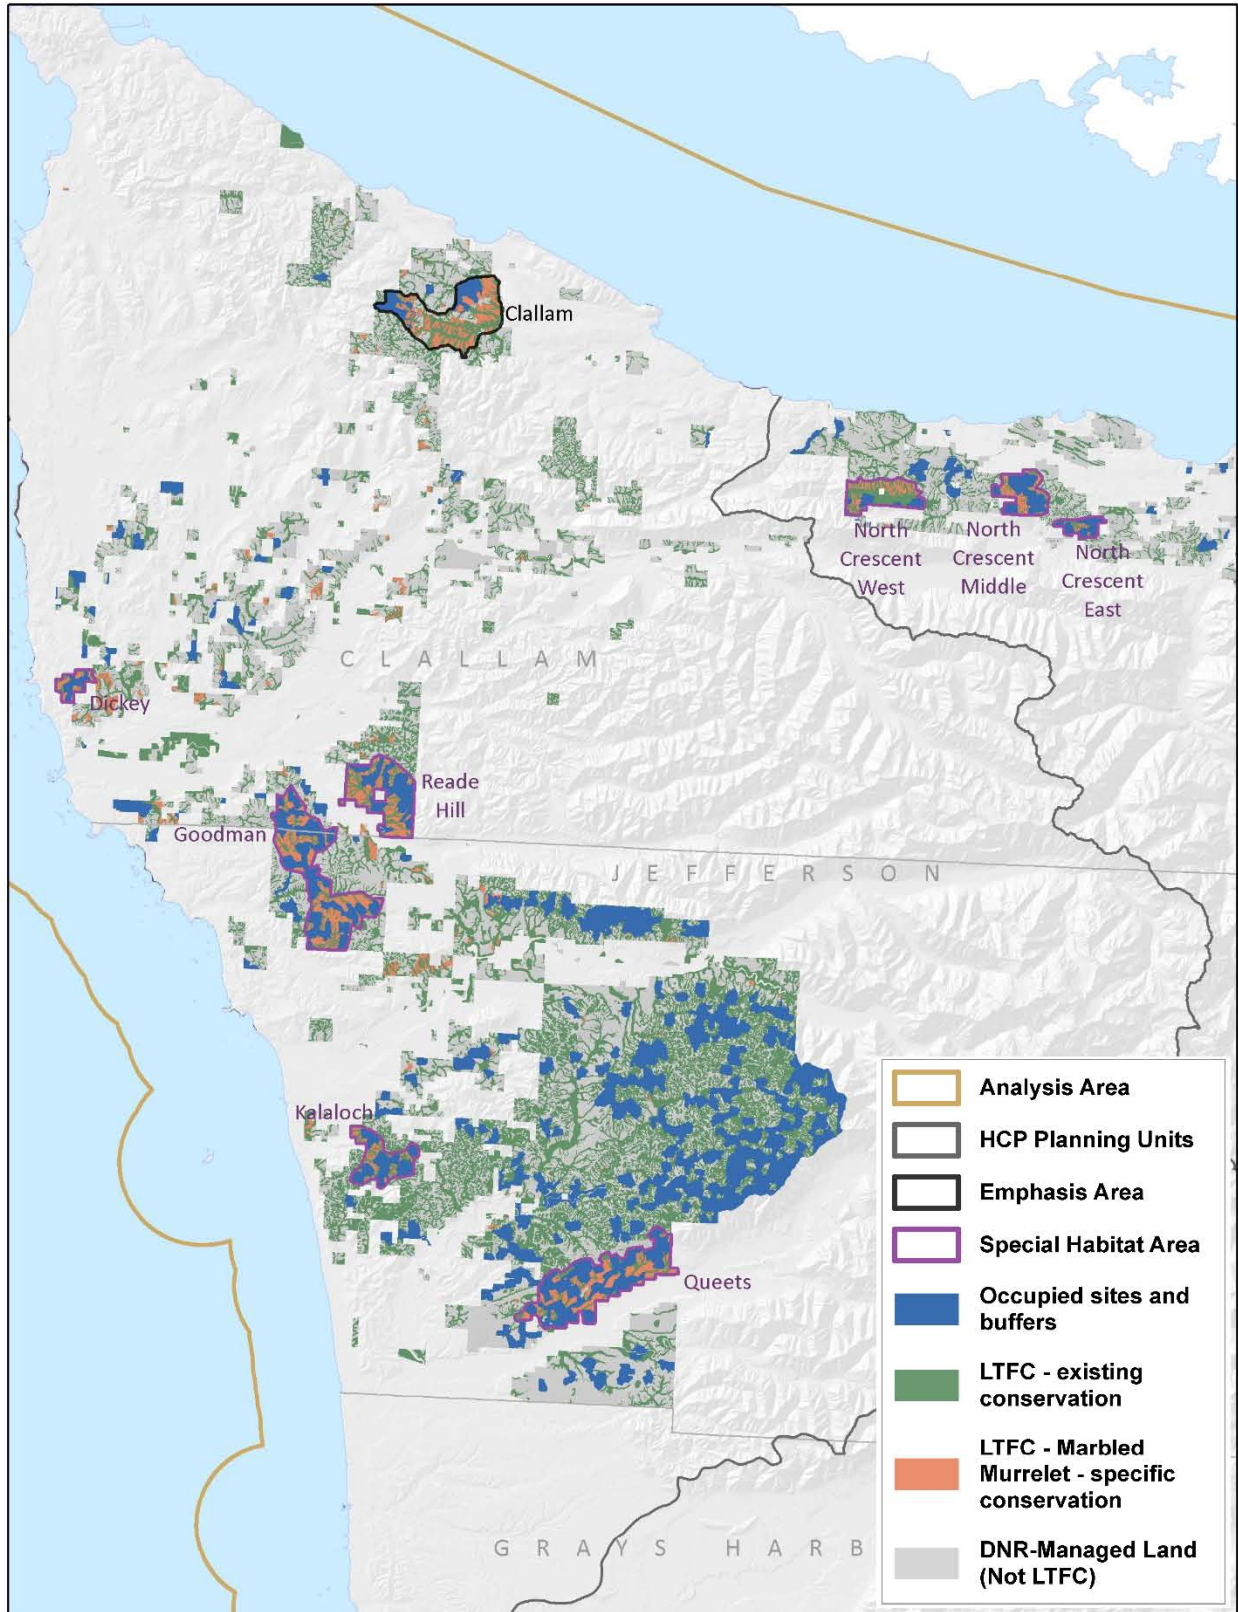 Clallam
North
Crescent
West
North
Crescent
Middle
North
Crescent
East
C L A L L A M
Dickey
Reade
Hill
Goodman
J E F F E R S O N
Kalaloch
Queets
G R A Y S H A R B
Analysis Area
HCP Planning Units
Emphasis Area
Special Habitat Area
Occupied sites and
buffers
LTFC - existing
conservation
LTFC - Marbled
Murrelet - specific
conservation
DNR-Managed Land
(Not LTFC)